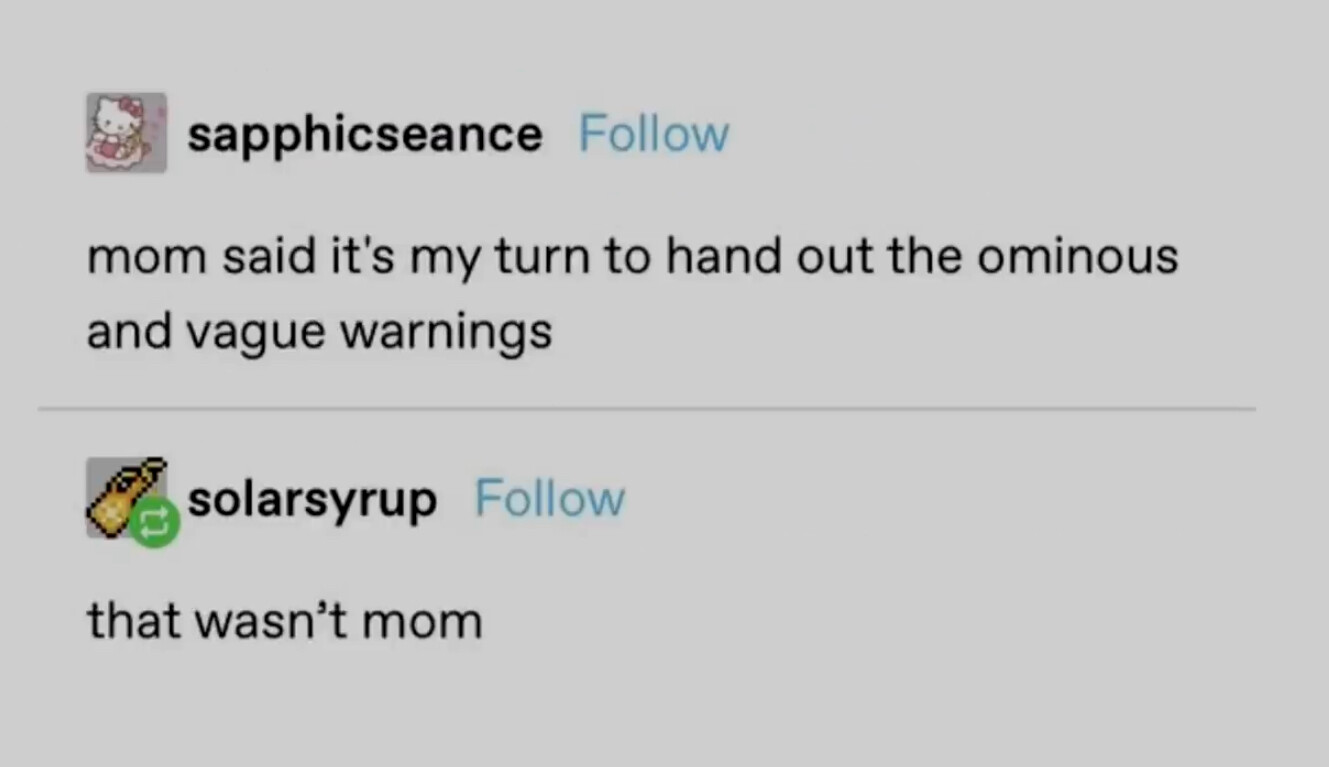 sapphicseance Follow
mom said it's my turn to hand out the ominous
and vague warnings
solarsyrup Follow
that wasn’t mom